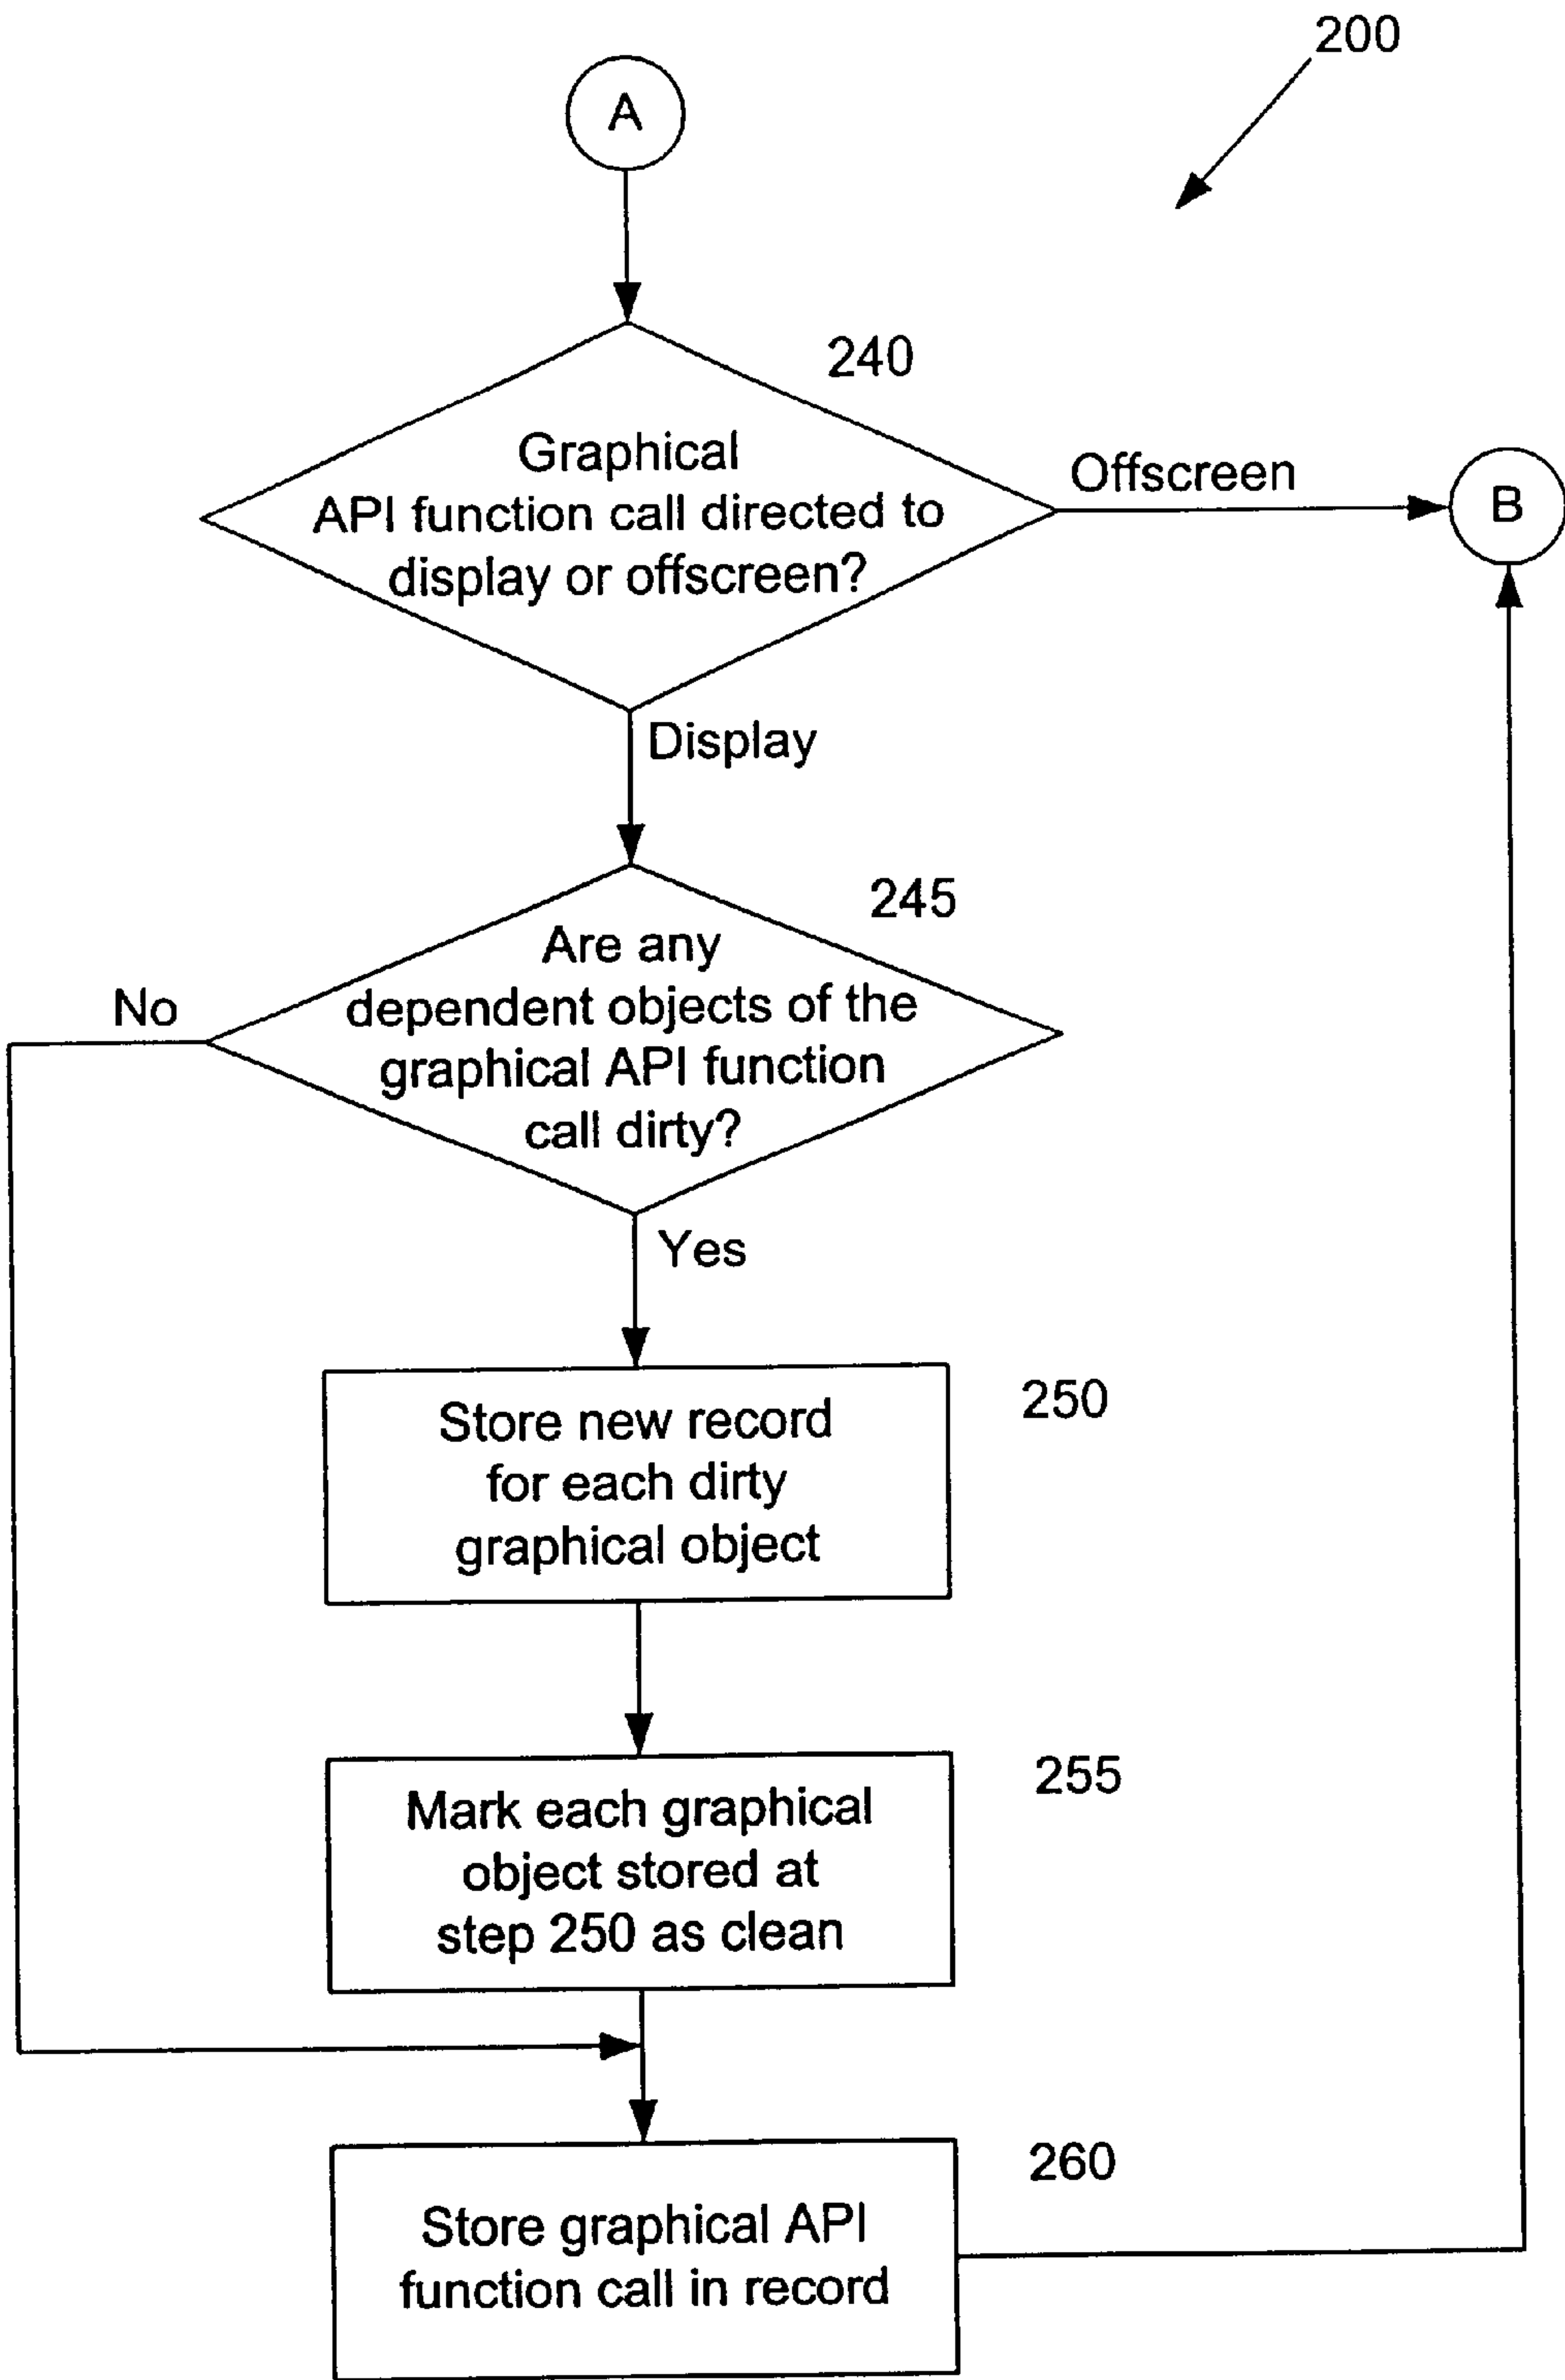 200
A
240
Graphical
API function call directed to
display or offscreen?
Offscreen
B
Display
245
Are any
dependent objects of the
graphical API function
call dirty?
No
Yes
250
Store new record
for each dirty
graphical object
255
Mark each graphical
object stored at
step 250 as clean
260
Store graphical API
function call in record